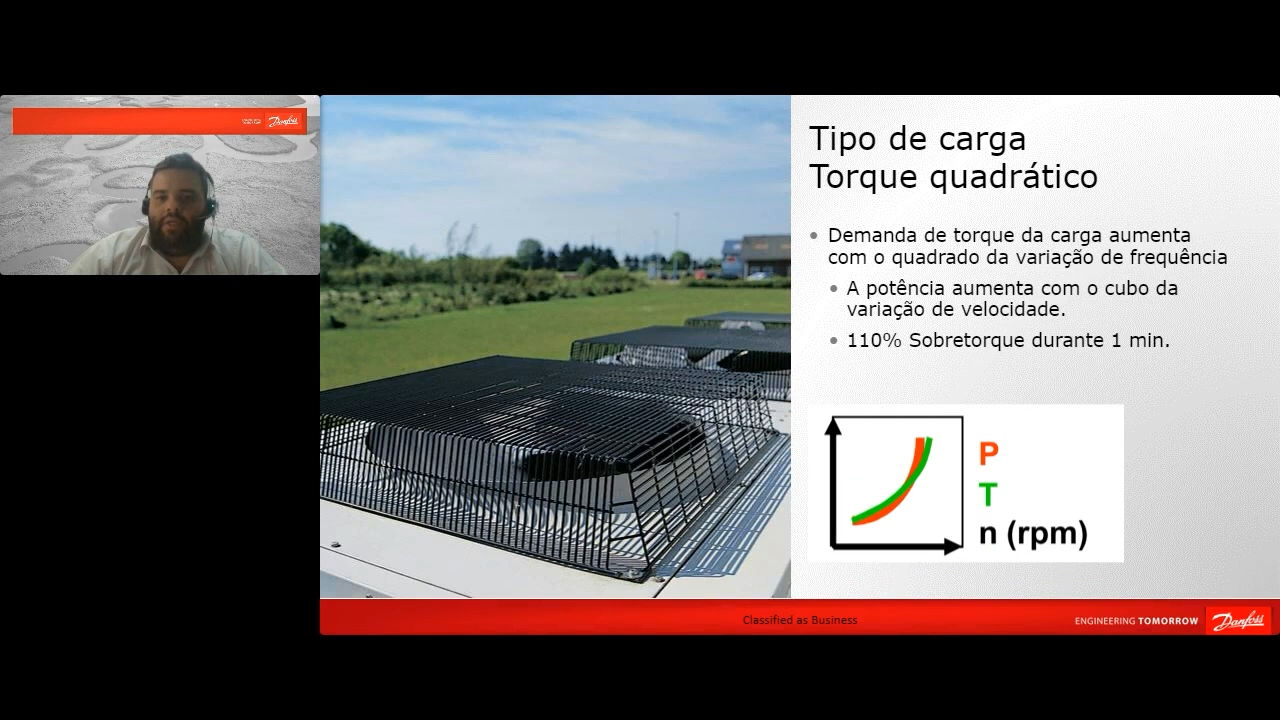 Danfoss
Tipo de carga
Torque quadrático
Demanda de torque da carga aumenta
com o quadrado da variação de frequência
A potência aumenta com o cubo da
variação de velocidade.
110% Sobretorque durante 1 min.
P
T
n (rpm)
Classified as Business
ENGINEERING TOMORROW
Danfoss